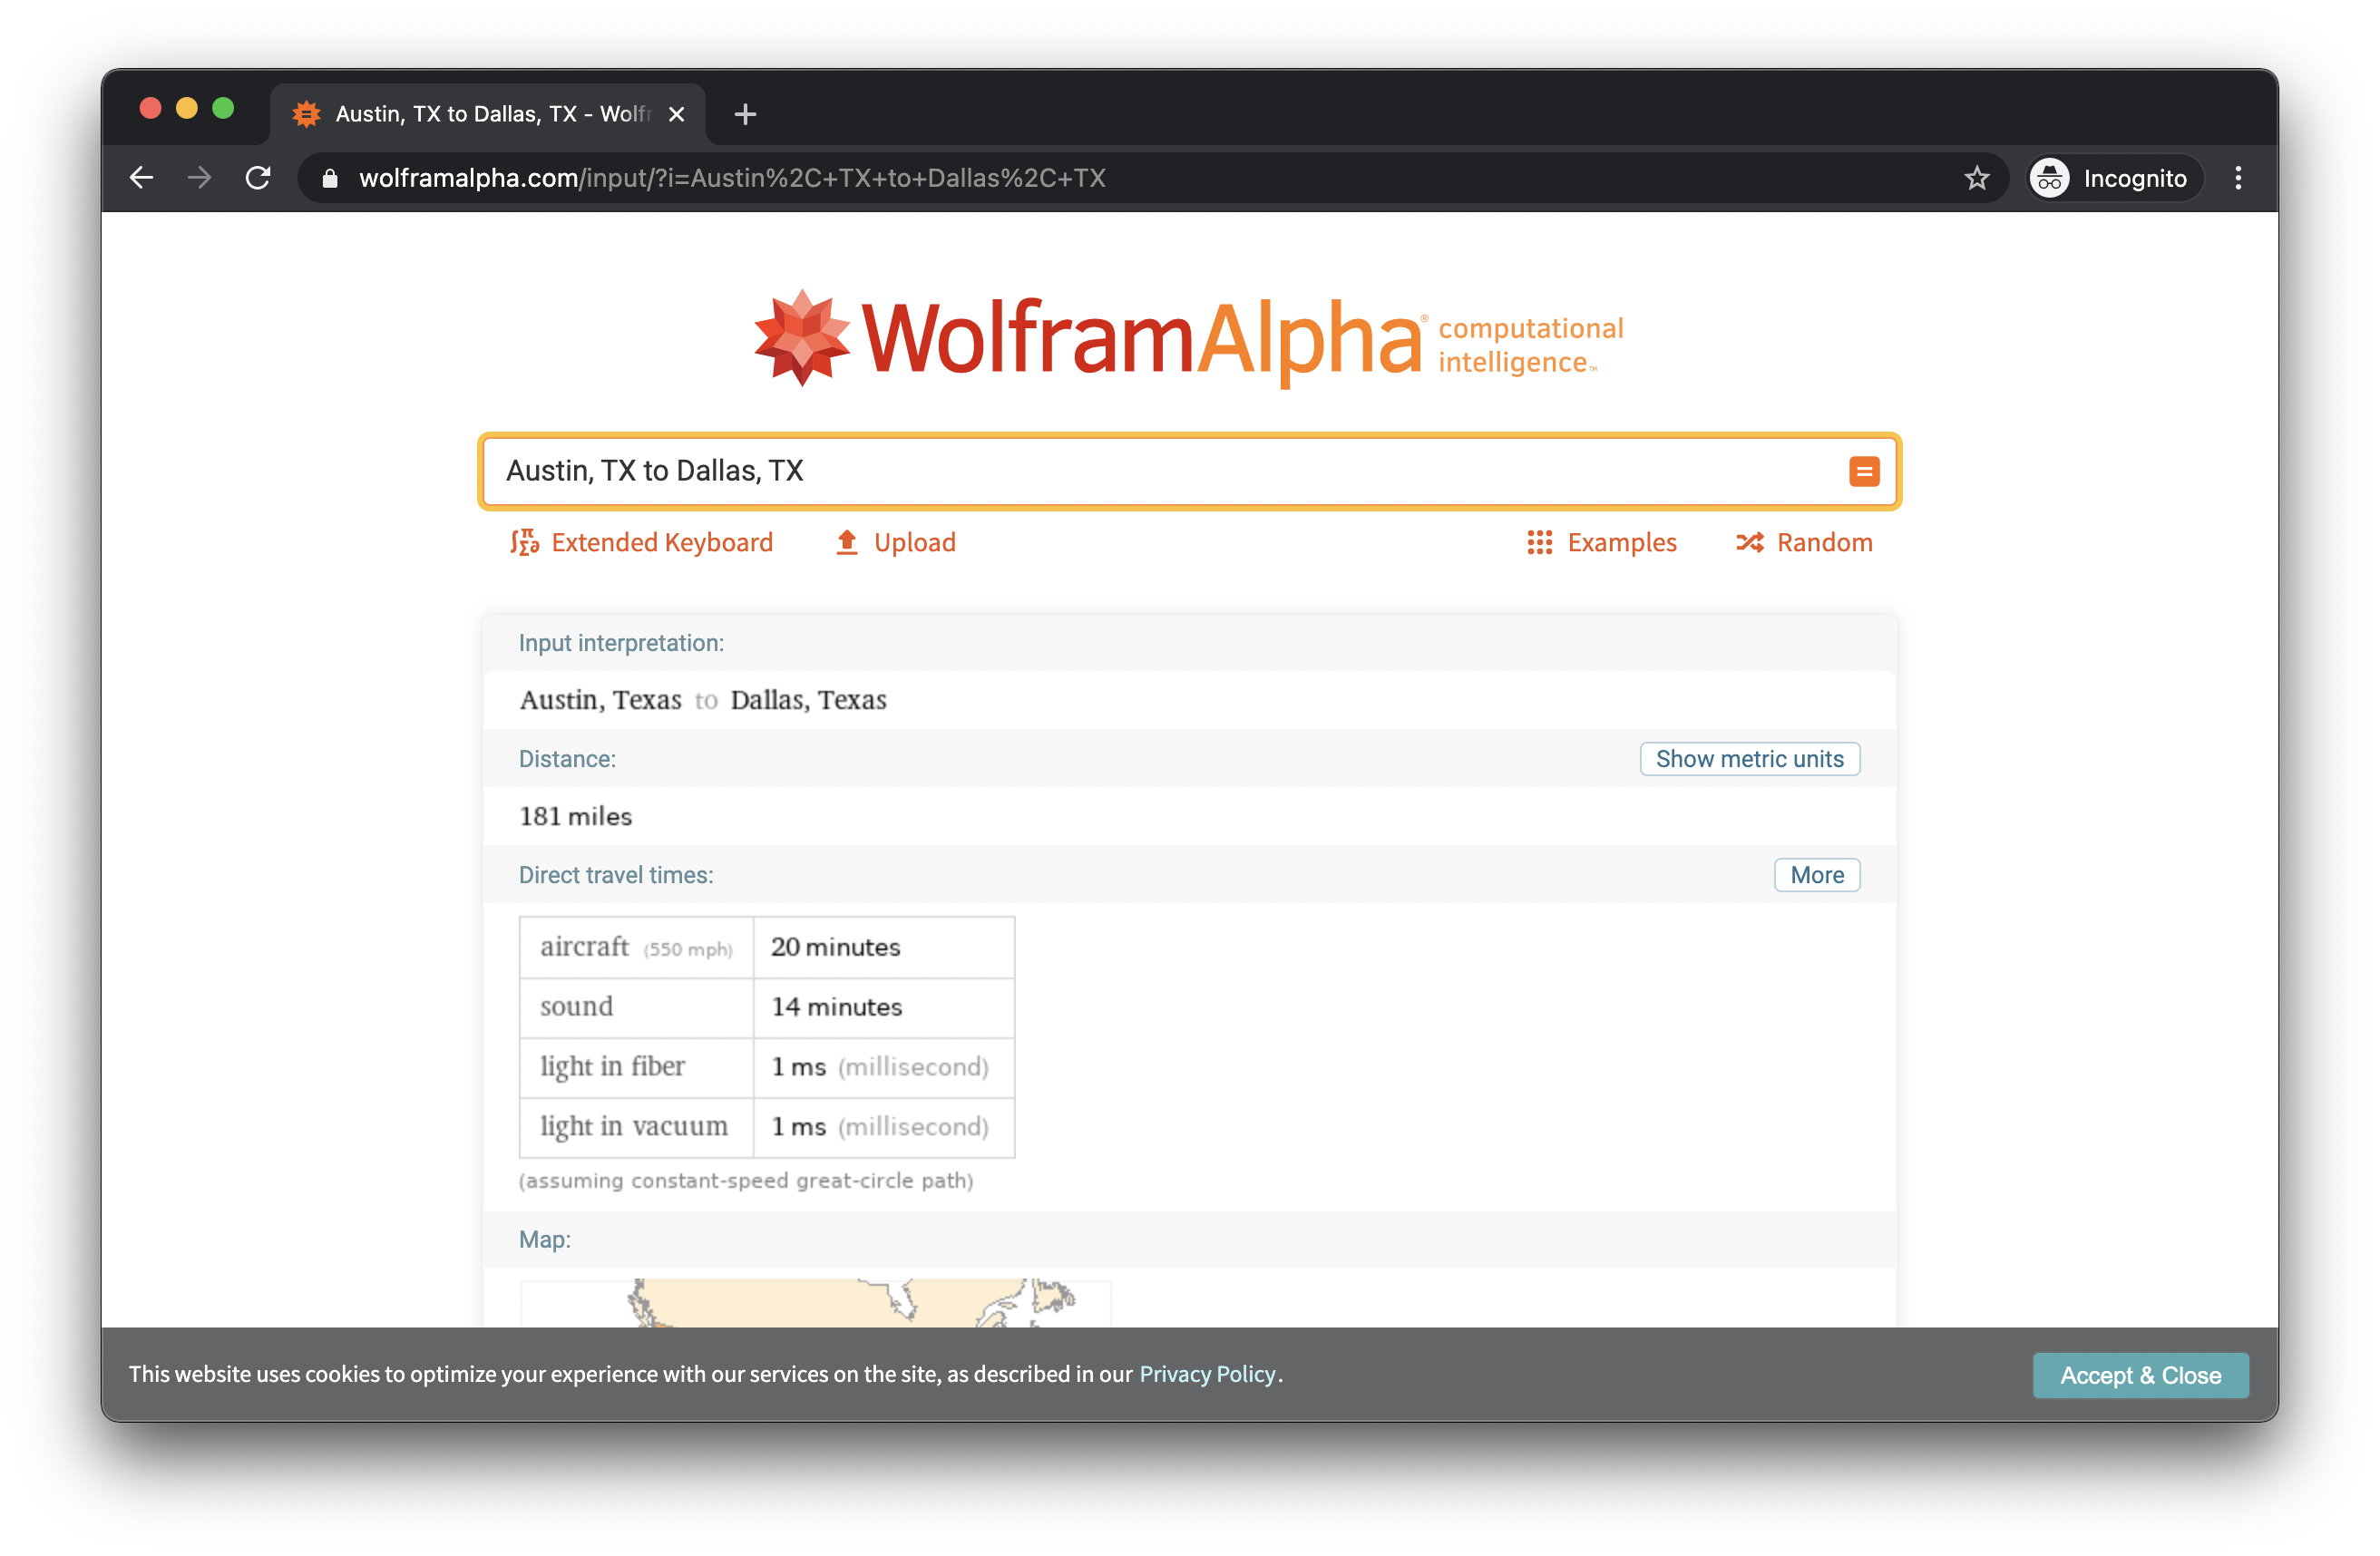 Austin, TX to Dallas, TX - Wolfr
wolframalpha.com/input/?i=Austin%2C+TX+to+Dallas%2C+TX
Incognito
WolframAlpha® computational
intelligence™
Austin, TX to Dallas, TX
=
Extended Keyboard
Upload
Examples
Random
Input interpretation:
Austin, Texas to Dallas, Texas
Distance:
Show metric units
181 miles
Direct travel times:
More
aircraft (550 mph) 20 minutes
sound 14 minutes
light in fiber 1 ms (millisecond)
light in vacuum 1 ms (millisecond)
(assuming constant-speed great-circle path)
Map:
This website uses cookies to optimize your experience with our services on the site, as described in our Privacy Policy.
Accept & Close